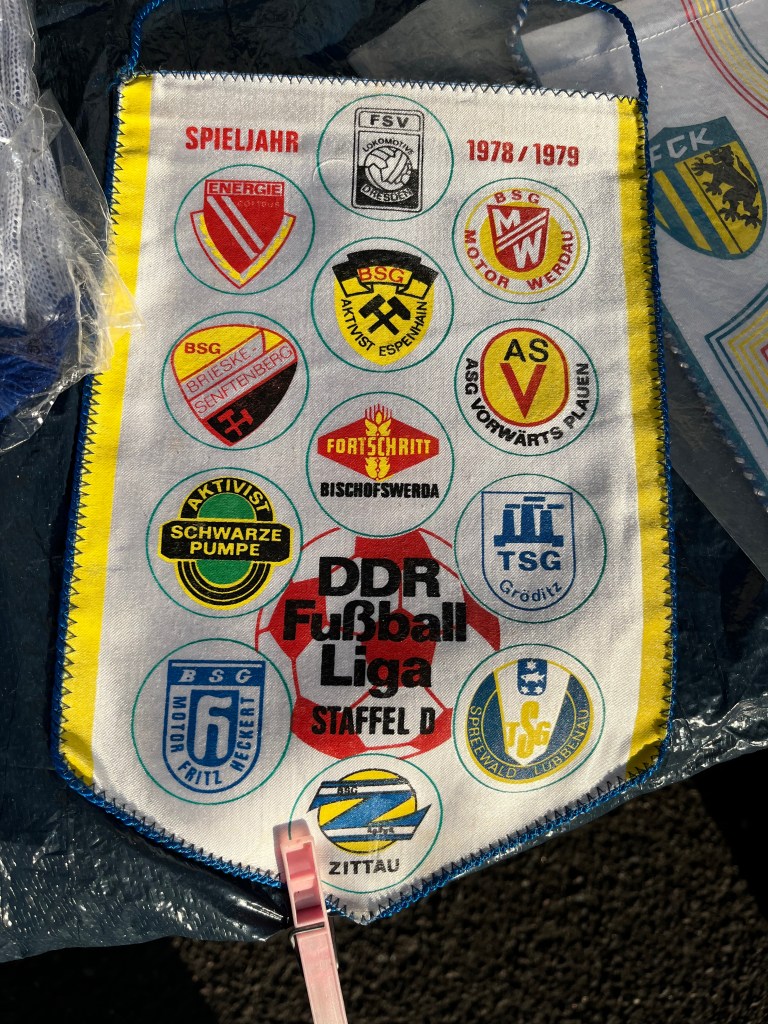 SPIELJAHR
1978/1979
FSV
LOKOMOTIVE
DRESDEN
ENERGIE
COTTBUS
BSG
MW
MOTOR WERDAU
BSG
AKTIVIST ESPENHAIN
BSG
BRIESKE-
SENFTENBERG
AS
V
ASG VORWÄRTS PLAUEN
FORTSCHRITT
BISCHOFSWERDA
AKTIVIST
SCHWARZE
PUMPE
TSG
Gröditz
DDR
Fußball
Liga
STAFFEL D
BSG
MOTOR FRITZ HECKERT
TSG
SPREEWALD LÜBBENAU
BSG
ZITTAU
FCK